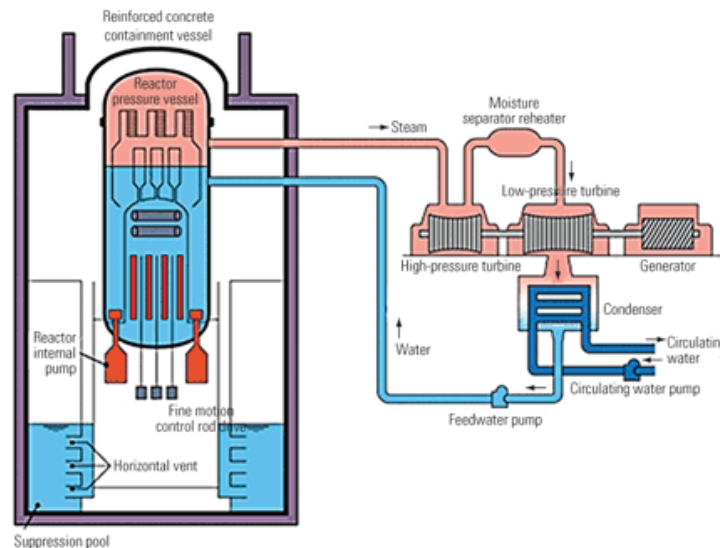 Reinforced concrete
containment vessel
Reactor
pressure vessel
Steam
Moisture
separator reheater
Low-pressure turbine
High-pressure turbine
Generator
Condenser
Circulating
water
Circulating water pump
Water
Feedwater pump
Reactor
internal
pump
Fine motion
control rod drive
Horizontal vent
Suppression pool